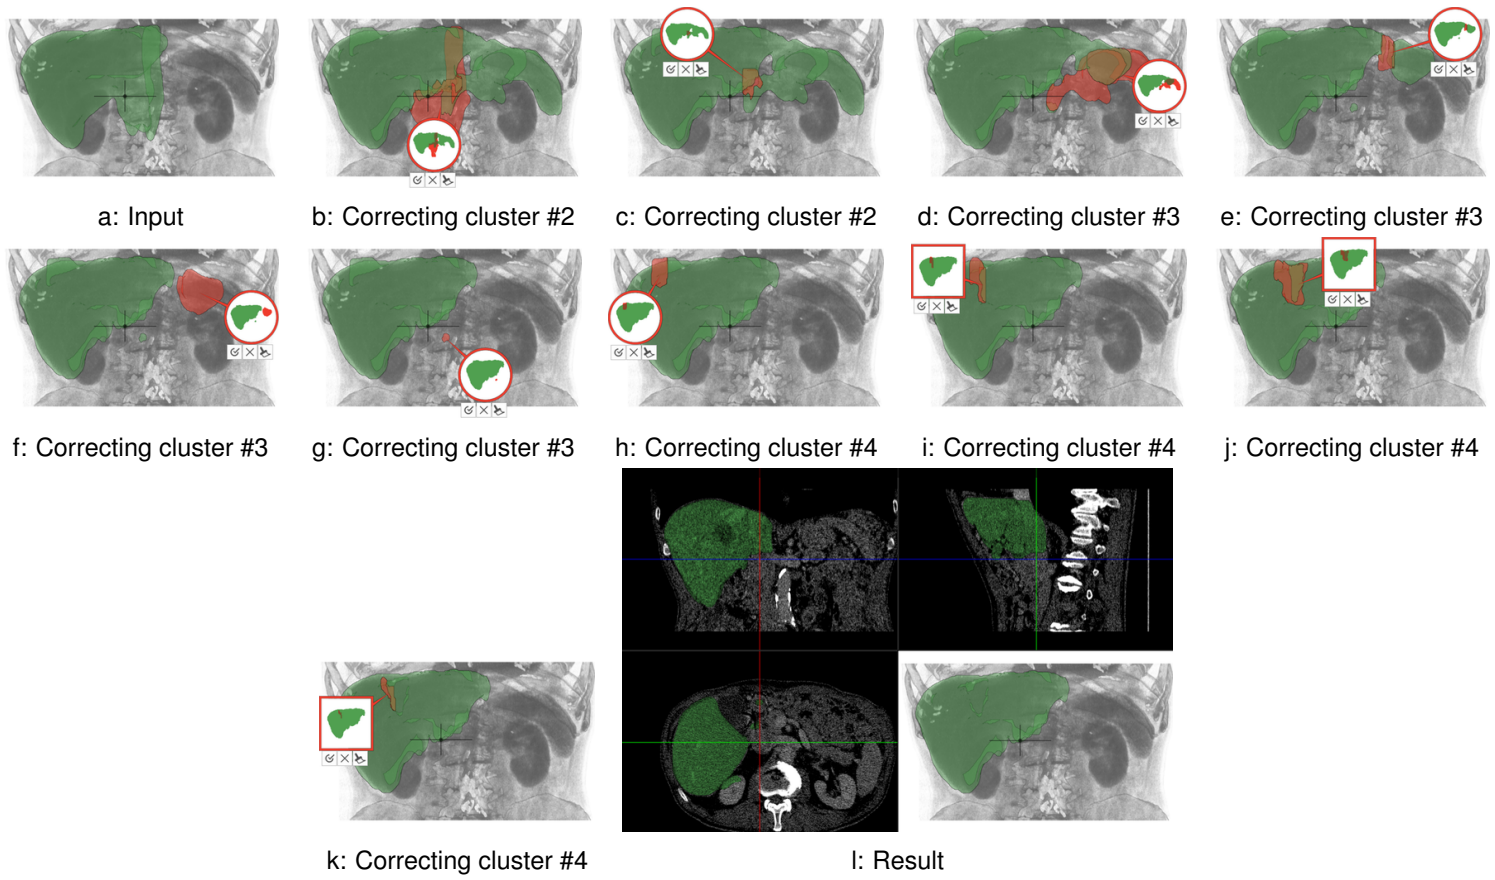 a: Input
b: Correcting cluster #2
c: Correcting cluster #2
d: Correcting cluster #3
e: Correcting cluster #3
f: Correcting cluster #3
g: Correcting cluster #3
h: Correcting cluster #4
i: Correcting cluster #4
j: Correcting cluster #4
k: Correcting cluster #4
l: Result